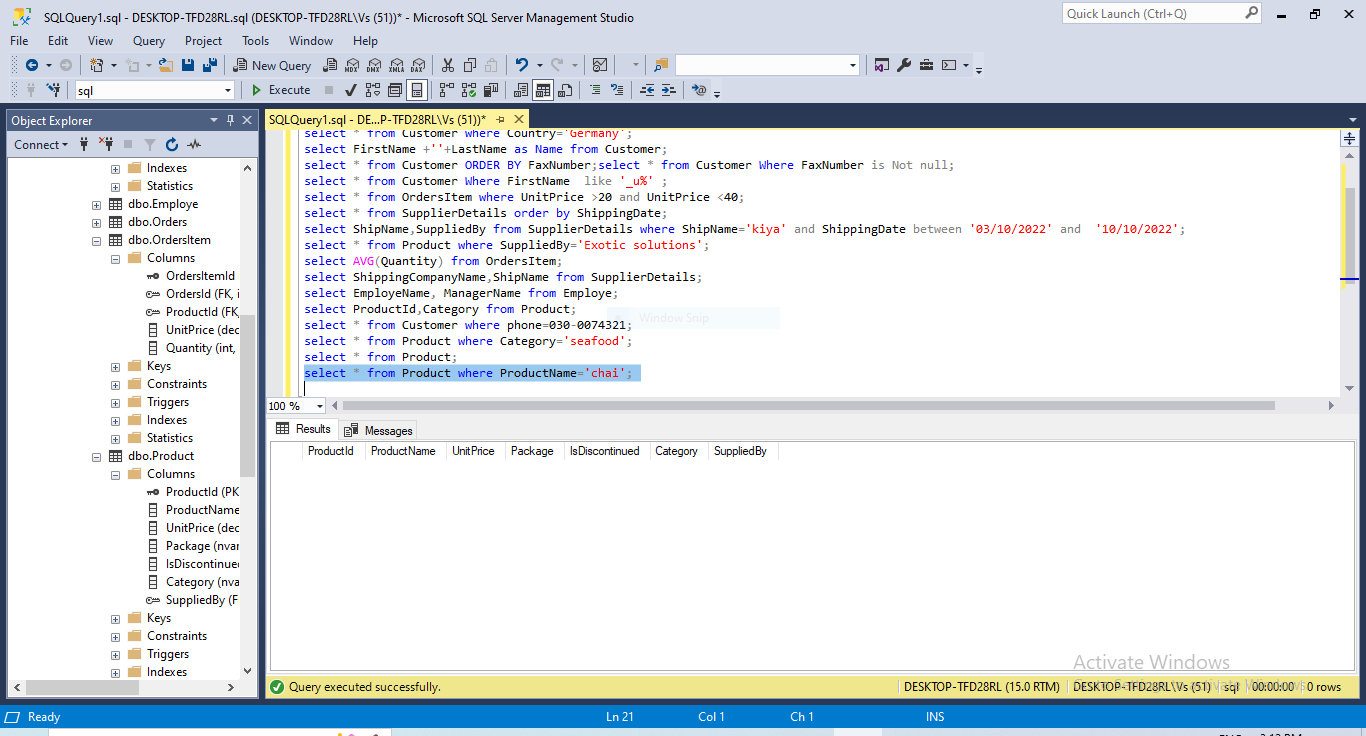 SQLQuery1.sql - DESKTOP-TFD28RL.sql (DESKTOP-TFD28RL\Vs (51))* - Microsoft SQL Server Management Studio
Quick Launch (Ctrl+Q)
File Edit View Query Project Tools Window Help
New Query MDX DMX XMLA DAX
sql Execute
Object Explorer
SQLQuery1.sql - DE...P-TFD28RL\Vs (51))*
Connect
Indexes
Statistics
dbo.Employe
dbo.Orders
dbo.OrdersItem
Columns
OrdersItemId
OrdersId (FK, i
ProductId (FK,
UnitPrice (dec
Quantity (int,
Keys
Constraints
Triggers
Indexes
Statistics
dbo.Product
Columns
ProductId (PK
ProductName
UnitPrice (dec
Package (nvar
IsDiscontinue
Category (nva
SuppliedBy (F
Keys
Constraints
Triggers
Indexes
select * from Customer where Country='Germany';
select FirstName +''+LastName as Name from Customer;
select * from Customer ORDER BY FaxNumber;select * from Customer Where FaxNumber is Not null;
select * from Customer Where FirstName  like '_u%' ;
select * from OrdersItem where UnitPrice >20 and UnitPrice <40;
select * from SupplierDetails order by ShippingDate;
select ShipName,SuppliedBy from SupplierDetails where ShipName='kiya' and ShippingDate between '03/10/2022' and  '10/10/2022';
select * from Product where SuppliedBy='Exotic solutions';
select AVG(Quantity) from OrdersItem;
select ShippingCompanyName,ShipName from SupplierDetails;
select EmployeName, ManagerName from Employe;
select ProductId,Category from Product;
Window Snip
select * from Customer where phone=030-0074321;
select * from Product where Category='seafood';
select * from Product;
select * from Product where ProductName='chai';
100 %
Results Messages
ProductId ProductName UnitPrice Package IsDiscontinued Category SuppliedBy
Activate Windows
Query executed successfully.
DESKTOP-TFD28RL (15.0 RTM) DESKTOP-TFD28RL\Vs (51) sql 00:00:00 0 rows
Ready Ln 21 Col 1 Ch 1 INS